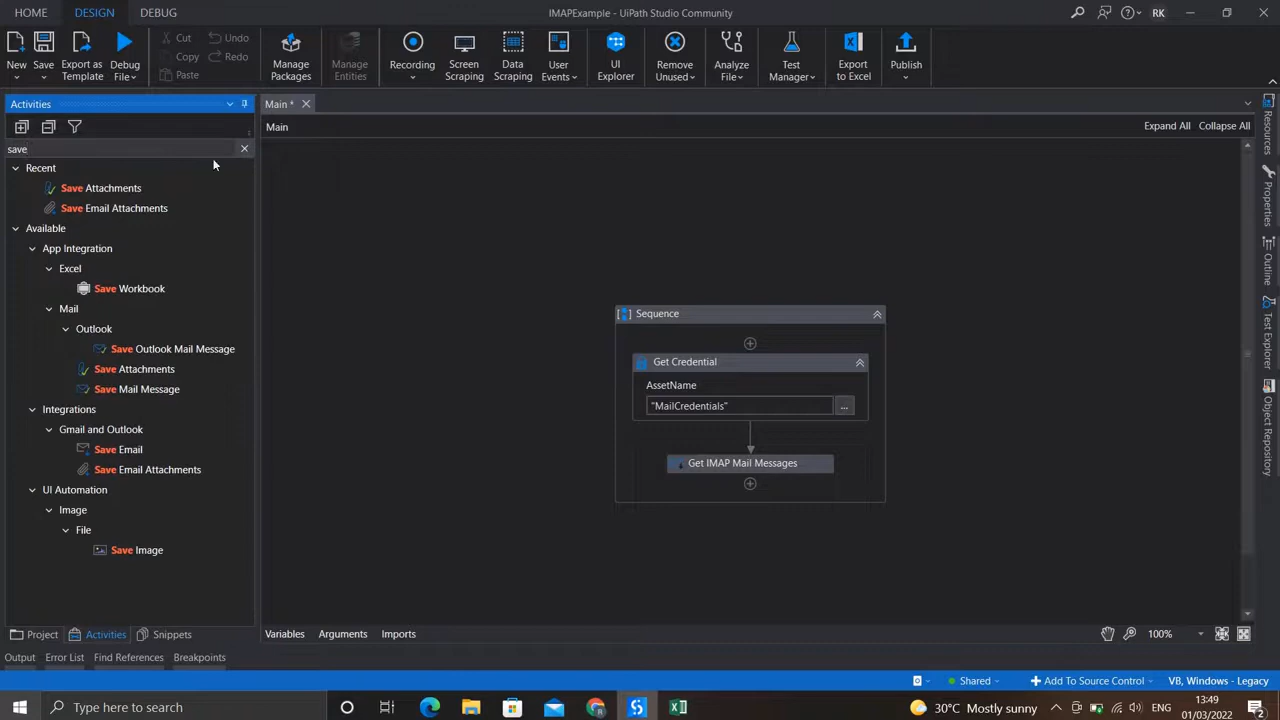 HOME
DESIGN
DEBUG
IMAPExample - UiPath Studio Community
RK
New
Save
Export as Template
Debug File
Cut
Copy
Paste
Undo
Redo
Manage Packages
Manage Entities
Recording
Screen Scraping
Data Scraping
User Events
UI Explorer
Remove Unused
Analyze File
Test Manager
Export to Excel
Publish
Activities
save
Recent
Save Attachments
Save Email Attachments
Available
App Integration
Excel
Save Workbook
Mail
Outlook
Save Outlook Mail Message
Save Attachments
Save Mail Message
Integrations
Gmail and Outlook
Save Email
Save Email Attachments
UI Automation
Image
File
Save Image
Project
Activities
Snippets
Main *
Main
Expand All
Collapse All
Sequence
Get Credential
AssetName
"MailCredentials"
...
Get IMAP Mail Messages
Variables
Arguments
Imports
100%
Resources
Properties
Outline
Test Explorer
Object Repository
Output
Error List
Find References
Breakpoints
0
Shared
Add To Source Control
VB, Windows - Legacy
Type here to search
30°C Mostly sunny
ENG
13:49
01/03/2022